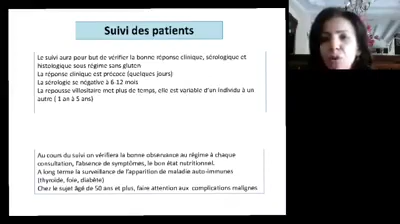 Suivi des patients
Le suivi aura pour but de vérifier la bonne réponse clinique, sérologique et
histologique sous régime sans gluten
La réponse clinique est précoce (quelques jours)
La sérologie se négative à 6-12 mois
La repousse villositaire met plus de temps, elle est variable d'un individu à un
autre ( 1 an à 5 ans)
Au cours du suivi on vérifiera la bonne observance au régime à chaque
consultation, l'absence de symptômes, le bon état nutritionnel.
A long terme la surveillance de l'apparition de maladie auto-immunes
(thyroïde, foie, diabète)
Chez le sujet âgé de 50 ans et plus, faire attention aux complications malignes